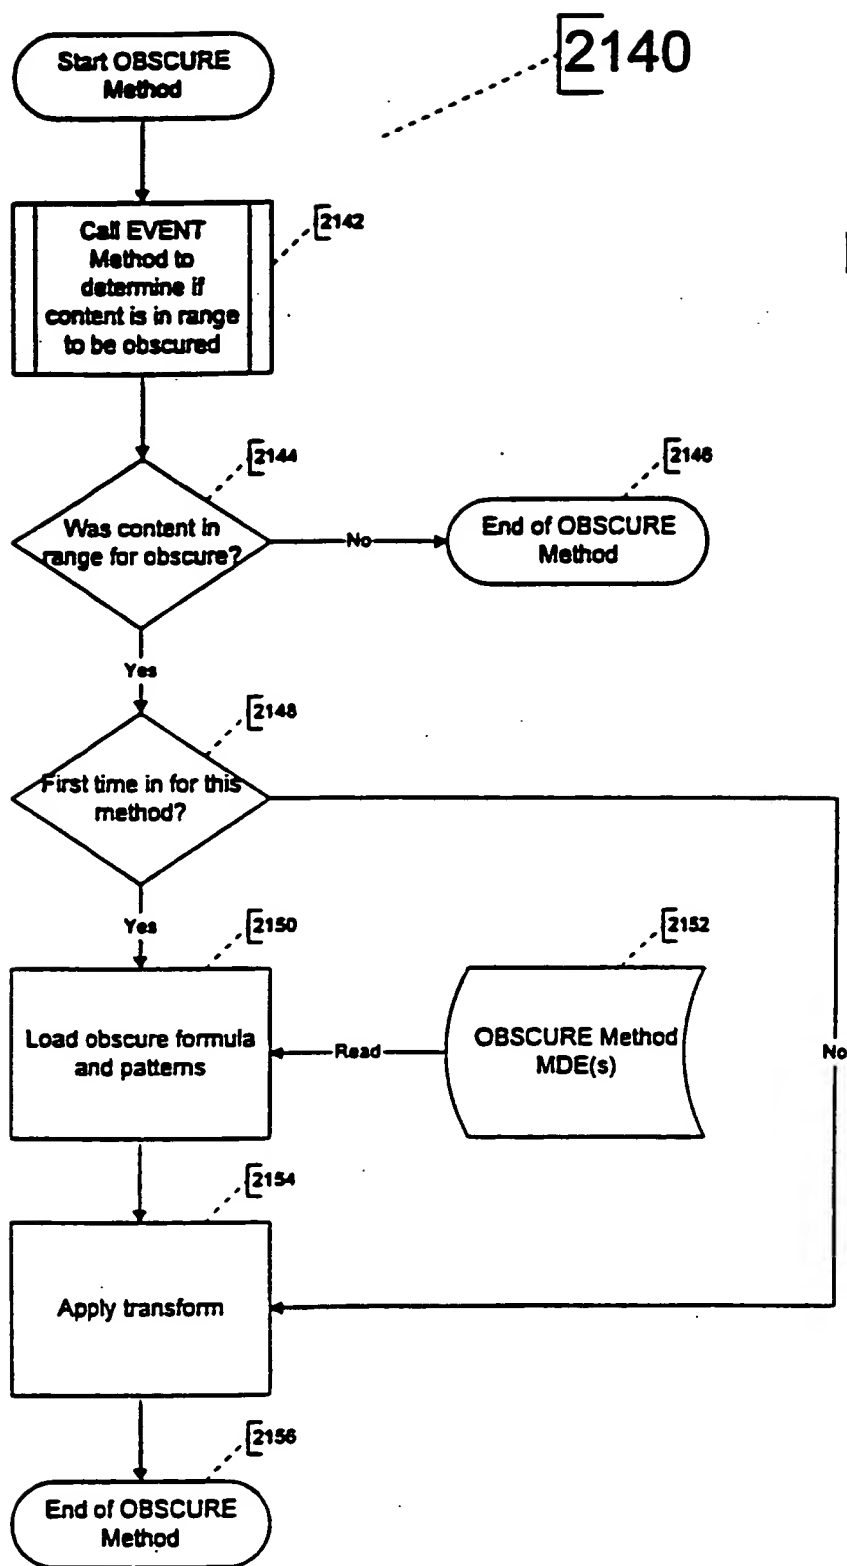 2140
Start OBSCURE
Method
2142
Call EVENT
Method to
determine if
content is in range
to be obscured
2144
Was content in
range for obscure?
No
2146
End of OBSCURE
Method
Yes
2148
First time in for this
method?
Yes
2150
2152
Load obscure formula
and patterns
Read
OBSCURE Method
MDE(s)
No
2154
Apply transform
2156
End of OBSCURE
Method